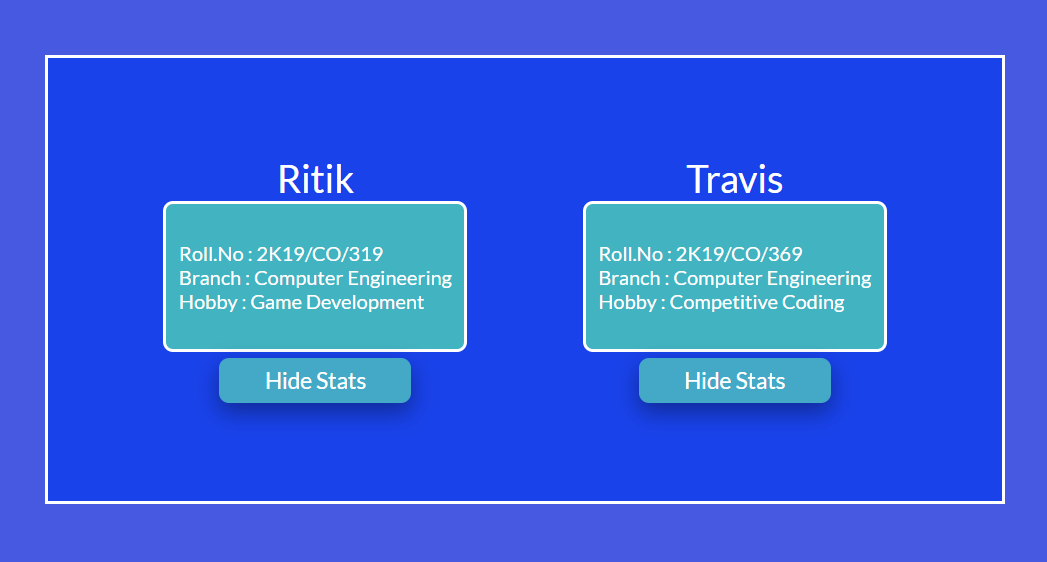 Ritik
Roll.No : 2K19/CO/319
Branch : Computer Engineering
Hobby : Game Development
Hide Stats
Travis
Roll.No : 2K19/CO/369
Branch : Computer Engineering
Hobby : Competitive Coding
Hide Stats